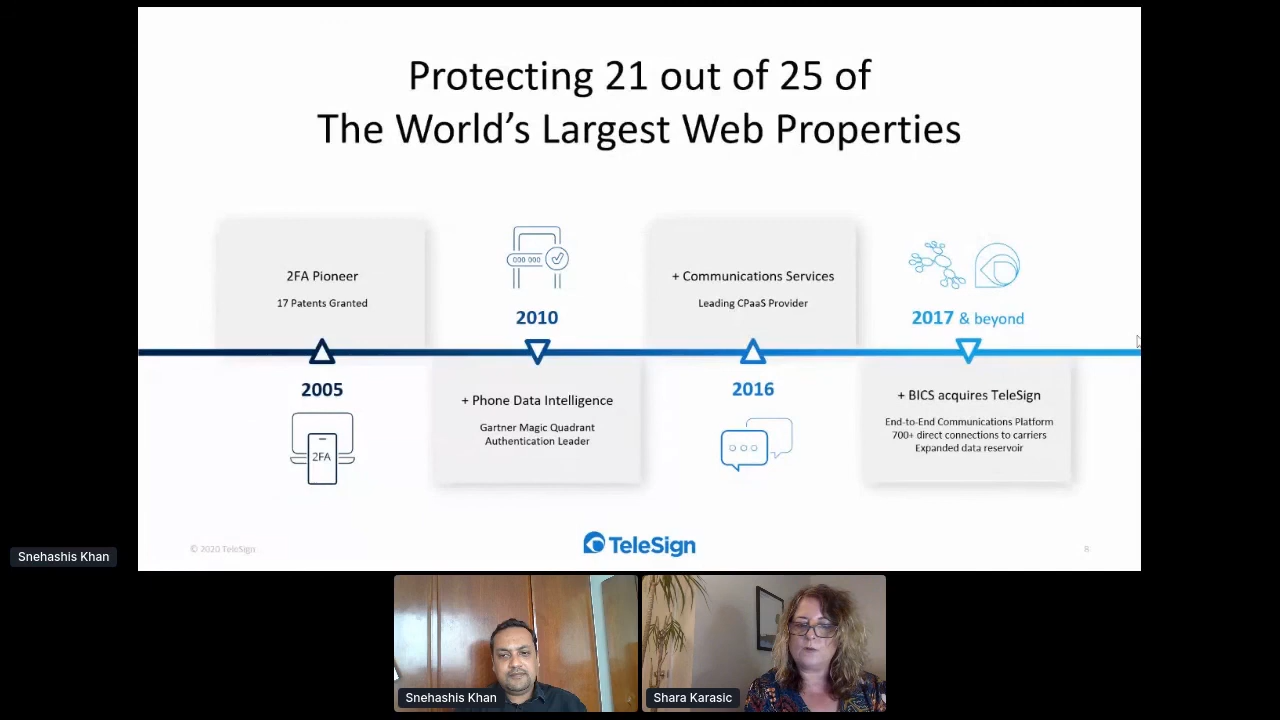 Protecting 21 out of 25 of
The World's Largest Web Properties
2FA Pioneer
17 Patents Granted
2005
2FA
000 000
2010
+ Phone Data Intelligence
Gartner Magic Quadrant
Authentication Leader
+ Communications Services
Leading CPaaS Provider
2016
2017 & beyond
+ BICS acquires TeleSign
End-to-End Communications Platform
700+ direct connections to carriers
Expanded data reservoir
© 2020 TeleSign
TeleSign
8
Snehashis Khan
Snehashis Khan
Shara Karasic